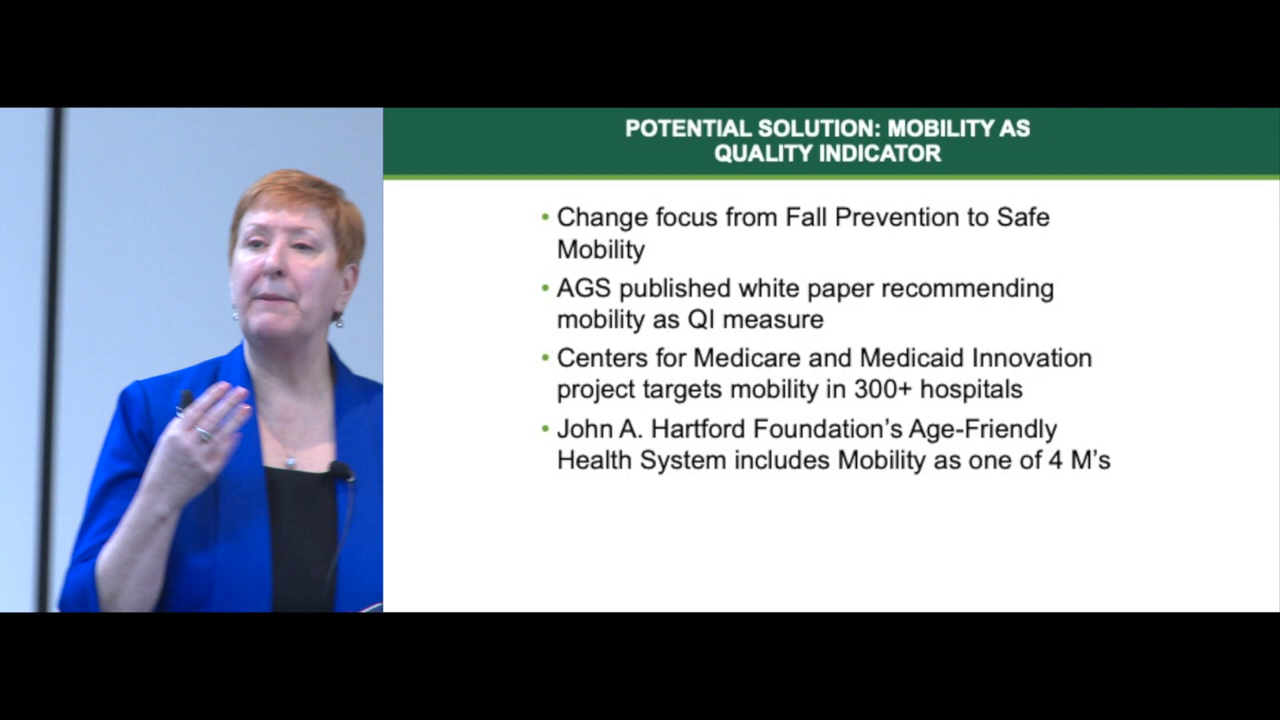 POTENTIAL SOLUTION: MOBILITY AS
QUALITY INDICATOR
• Change focus from Fall Prevention to Safe
Mobility
• AGS published white paper recommending
mobility as QI measure
• Centers for Medicare and Medicaid Innovation
project targets mobility in 300+ hospitals
• John A. Hartford Foundation’s Age-Friendly
Health System includes Mobility as one of 4 M’s